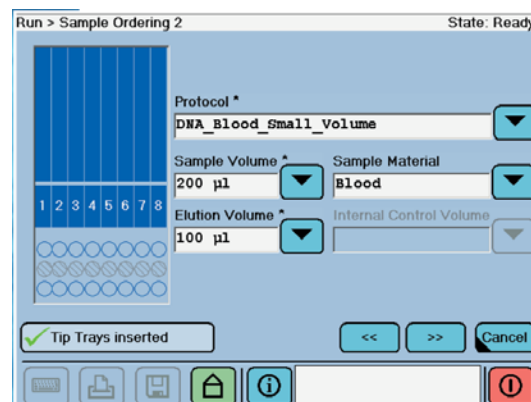 Run > Sample Ordering 2
State: Ready
Protocol *
DNA_Blood_Small_Volume
Sample Volume *
Sample Material
200 µl
Blood
1 2 3 4 5 6 7 8
Elution Volume *
Internal Control Volume
100 µl
Tip Trays inserted
<<
>>
Cancel